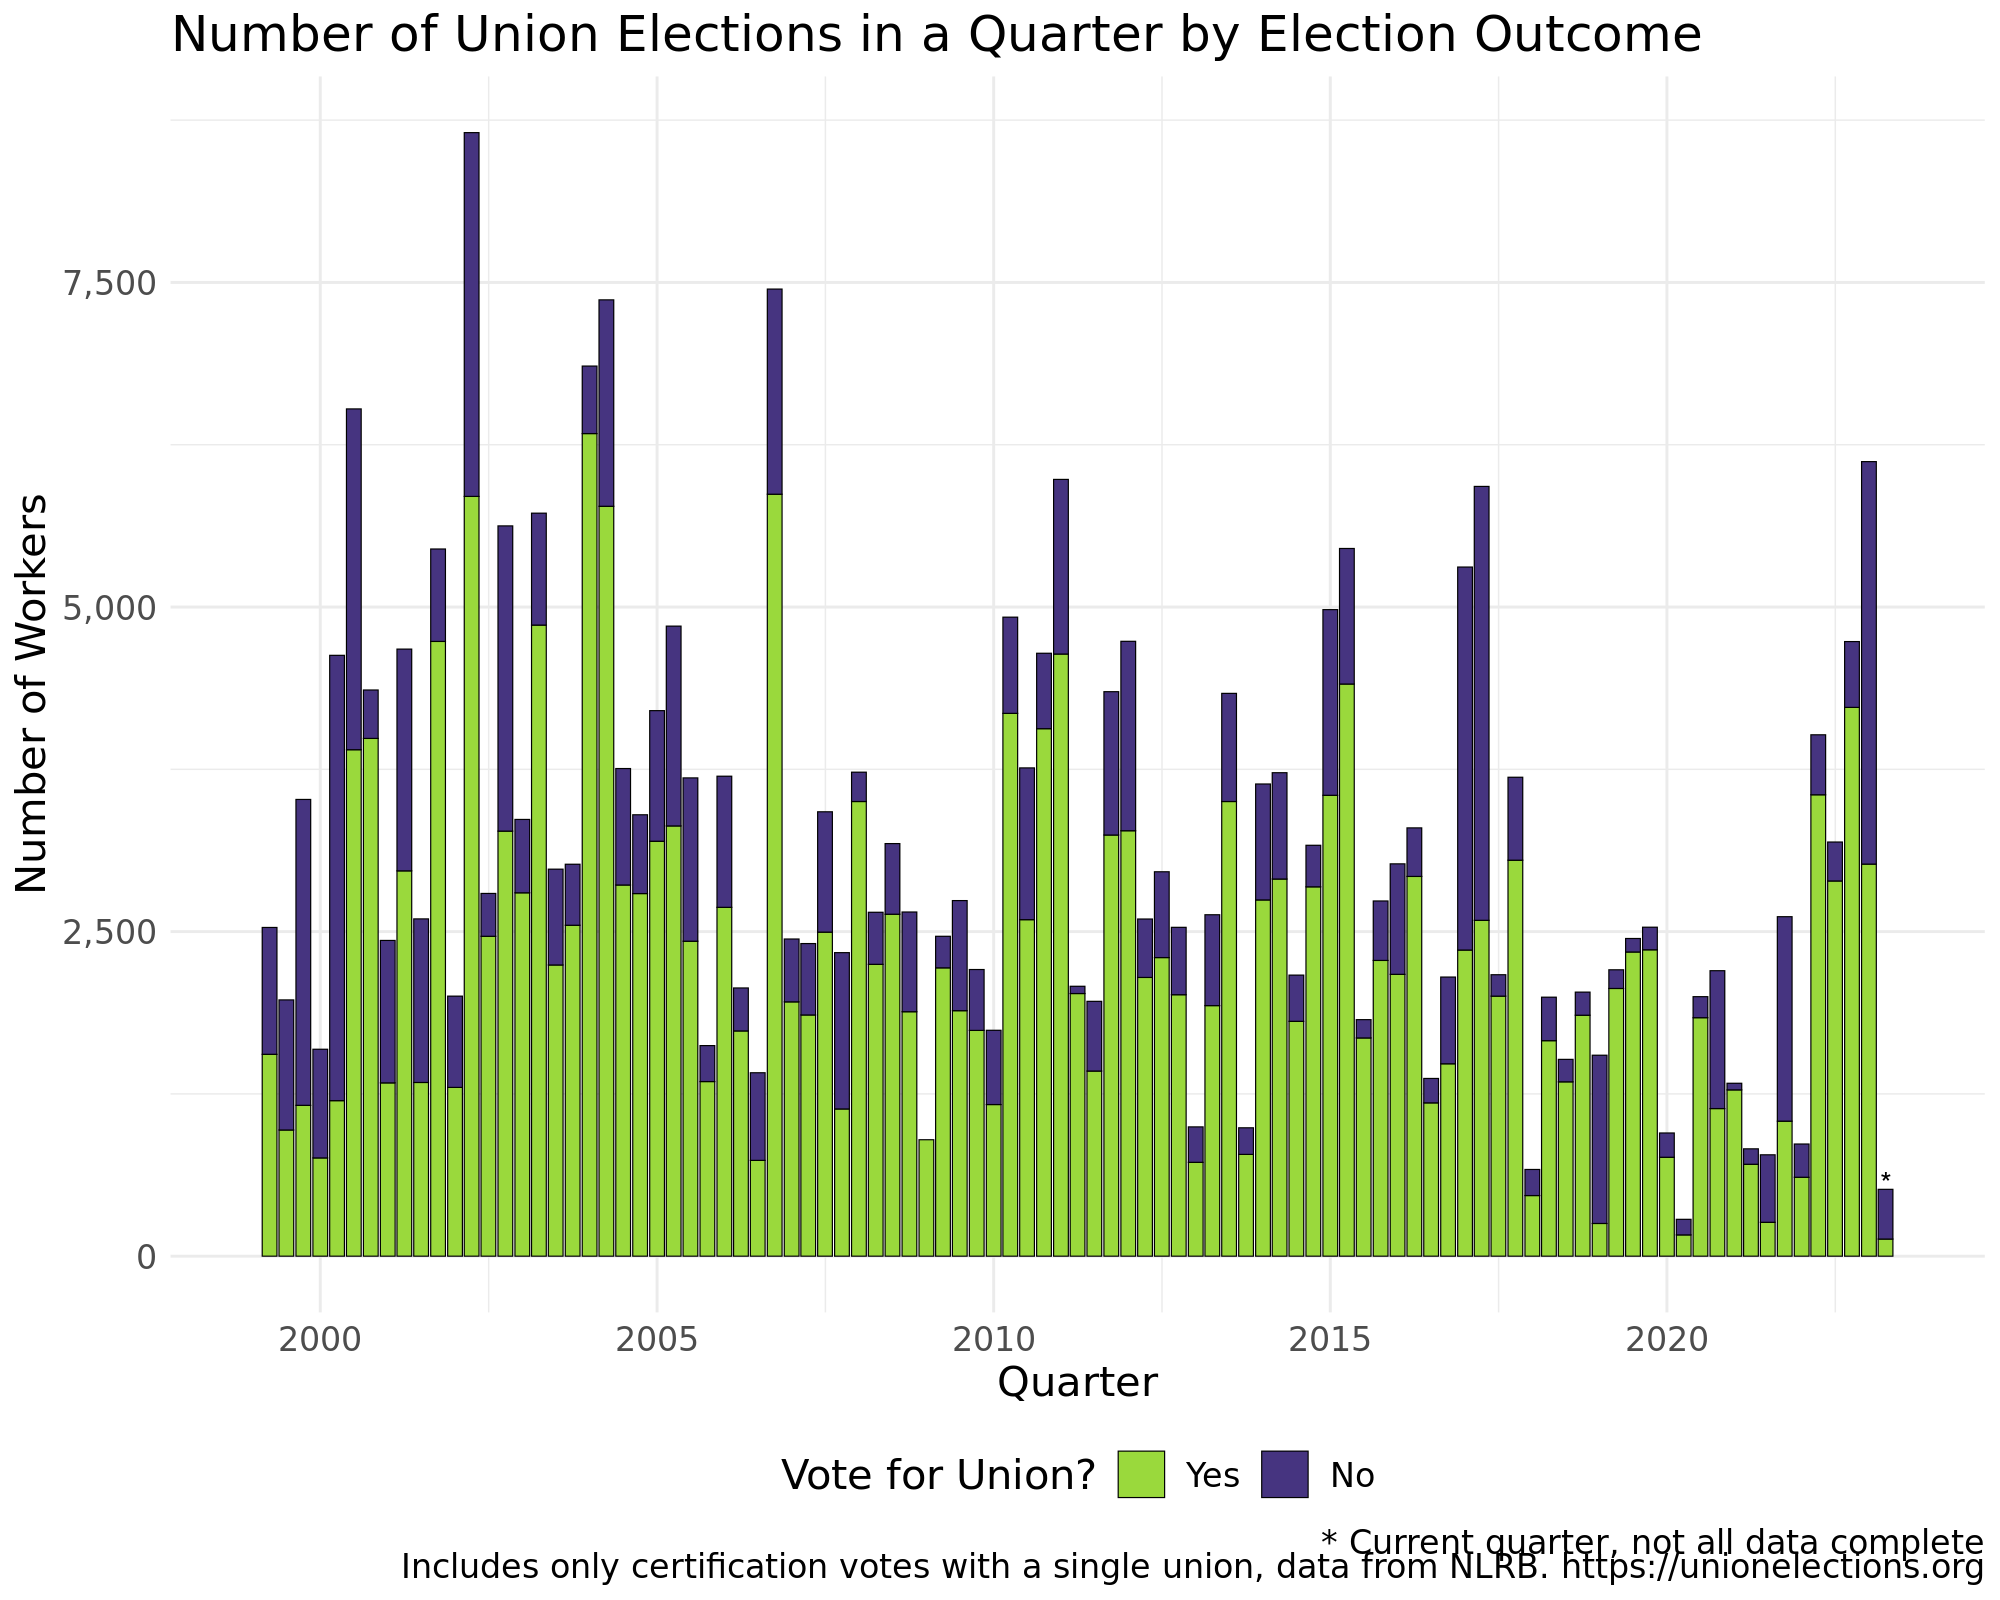 Number of Union Elections in a Quarter by Election Outcome
Number of Workers
7,500
5,000
2,500
0
*
2000 2005 2010 2015 2020
Quarter
Vote for Union? Yes No
* Current quarter, not all data complete
Includes only certification votes with a single union, data from NLRB. https://unionelections.org